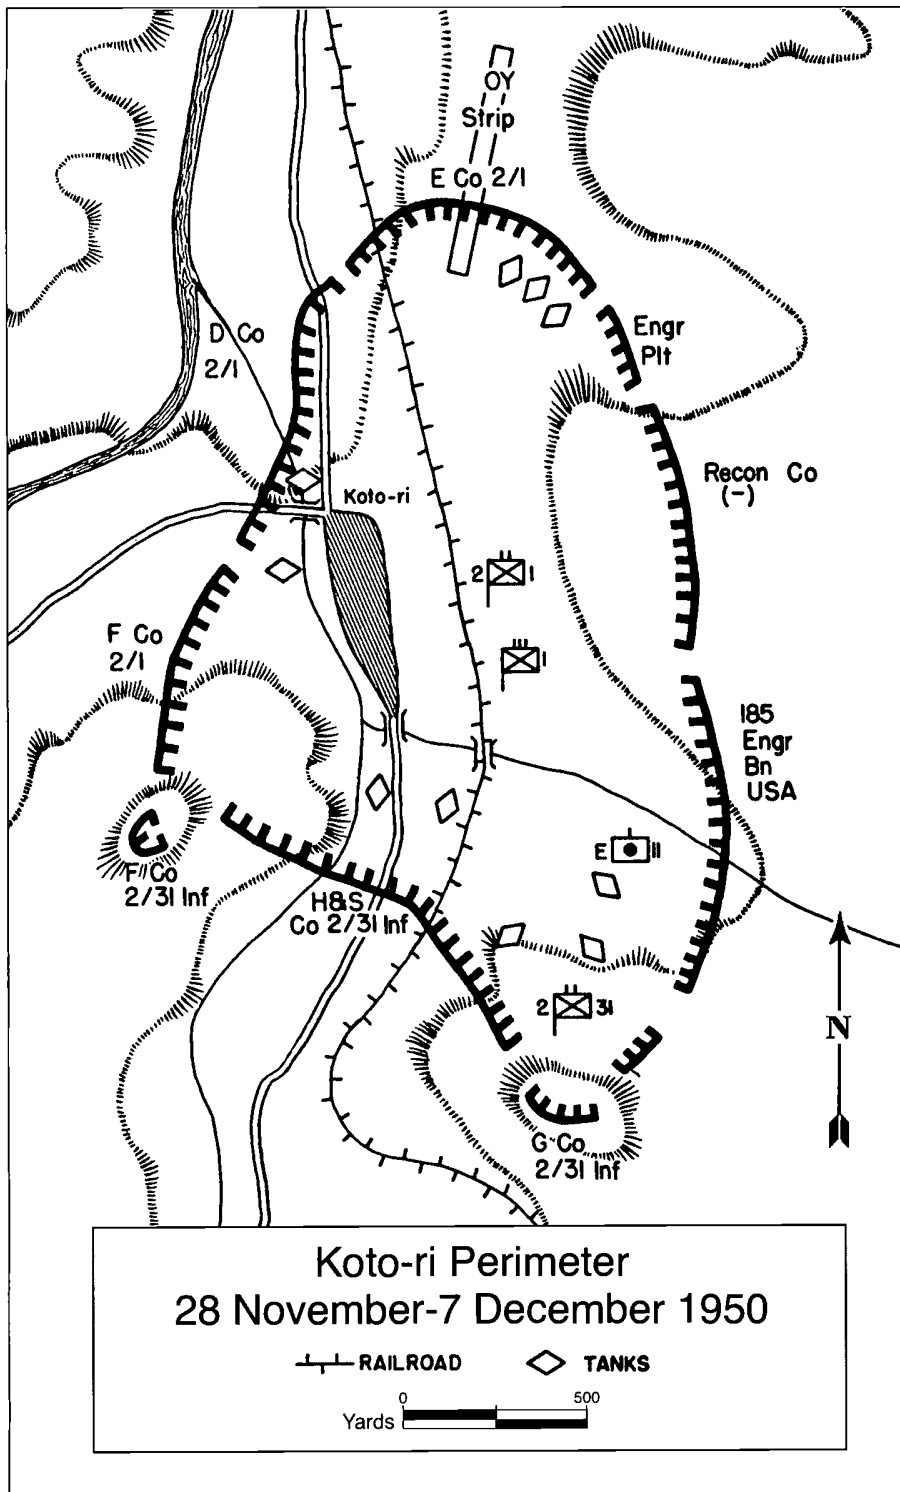 OY
Strip
E Co 2/1
D Co
2/1
Engr
Plt
Recon Co
(-)
Koto-ri
2 1
1
F Co
2/1
185
Engr
Bn
USA
E 11
F Co
2/31 Inf
H&S
Co 2/31 Inf
2 31
N
G Co
2/31 Inf
Koto-ri Perimeter
28 November-7 December 1950
RAILROAD
TANKS
0 500
Yards